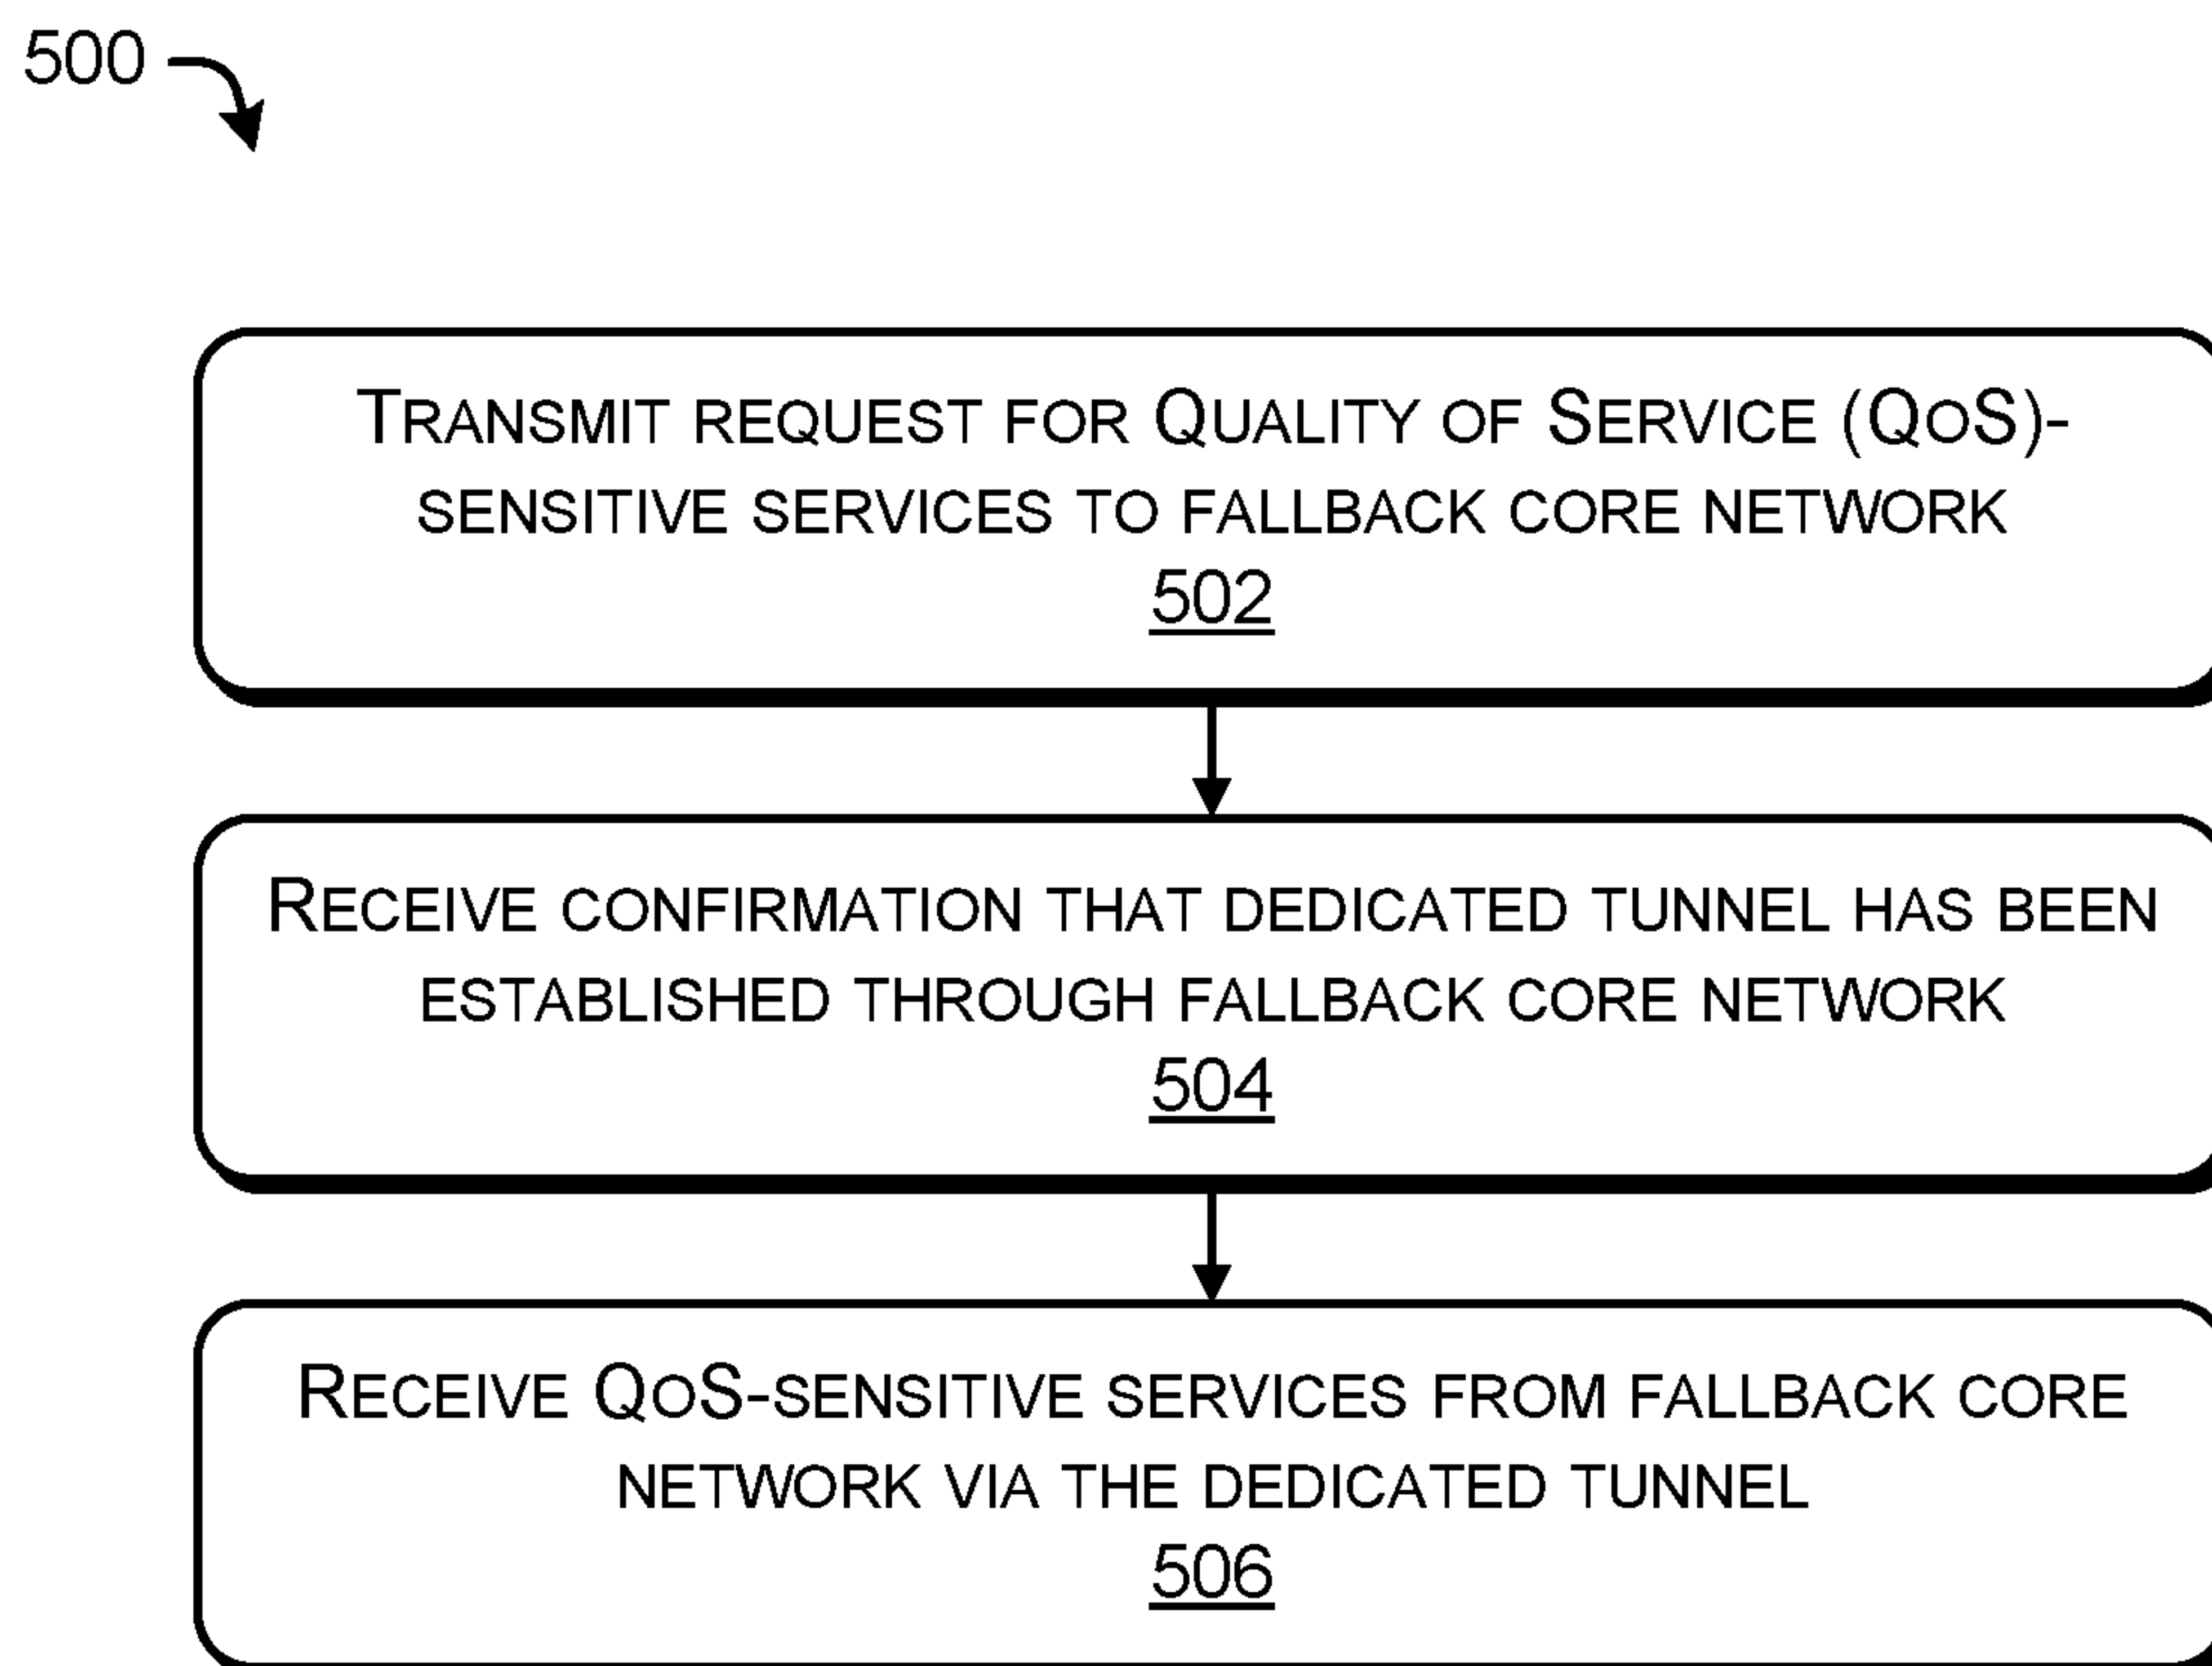 500
Transmit request for Quality of Service (QoS)-
sensitive services to fallback core network
502
Receive confirmation that dedicated tunnel has been
established through fallback core network
504
Receive QoS-sensitive services from fallback core
network via the dedicated tunnel
506